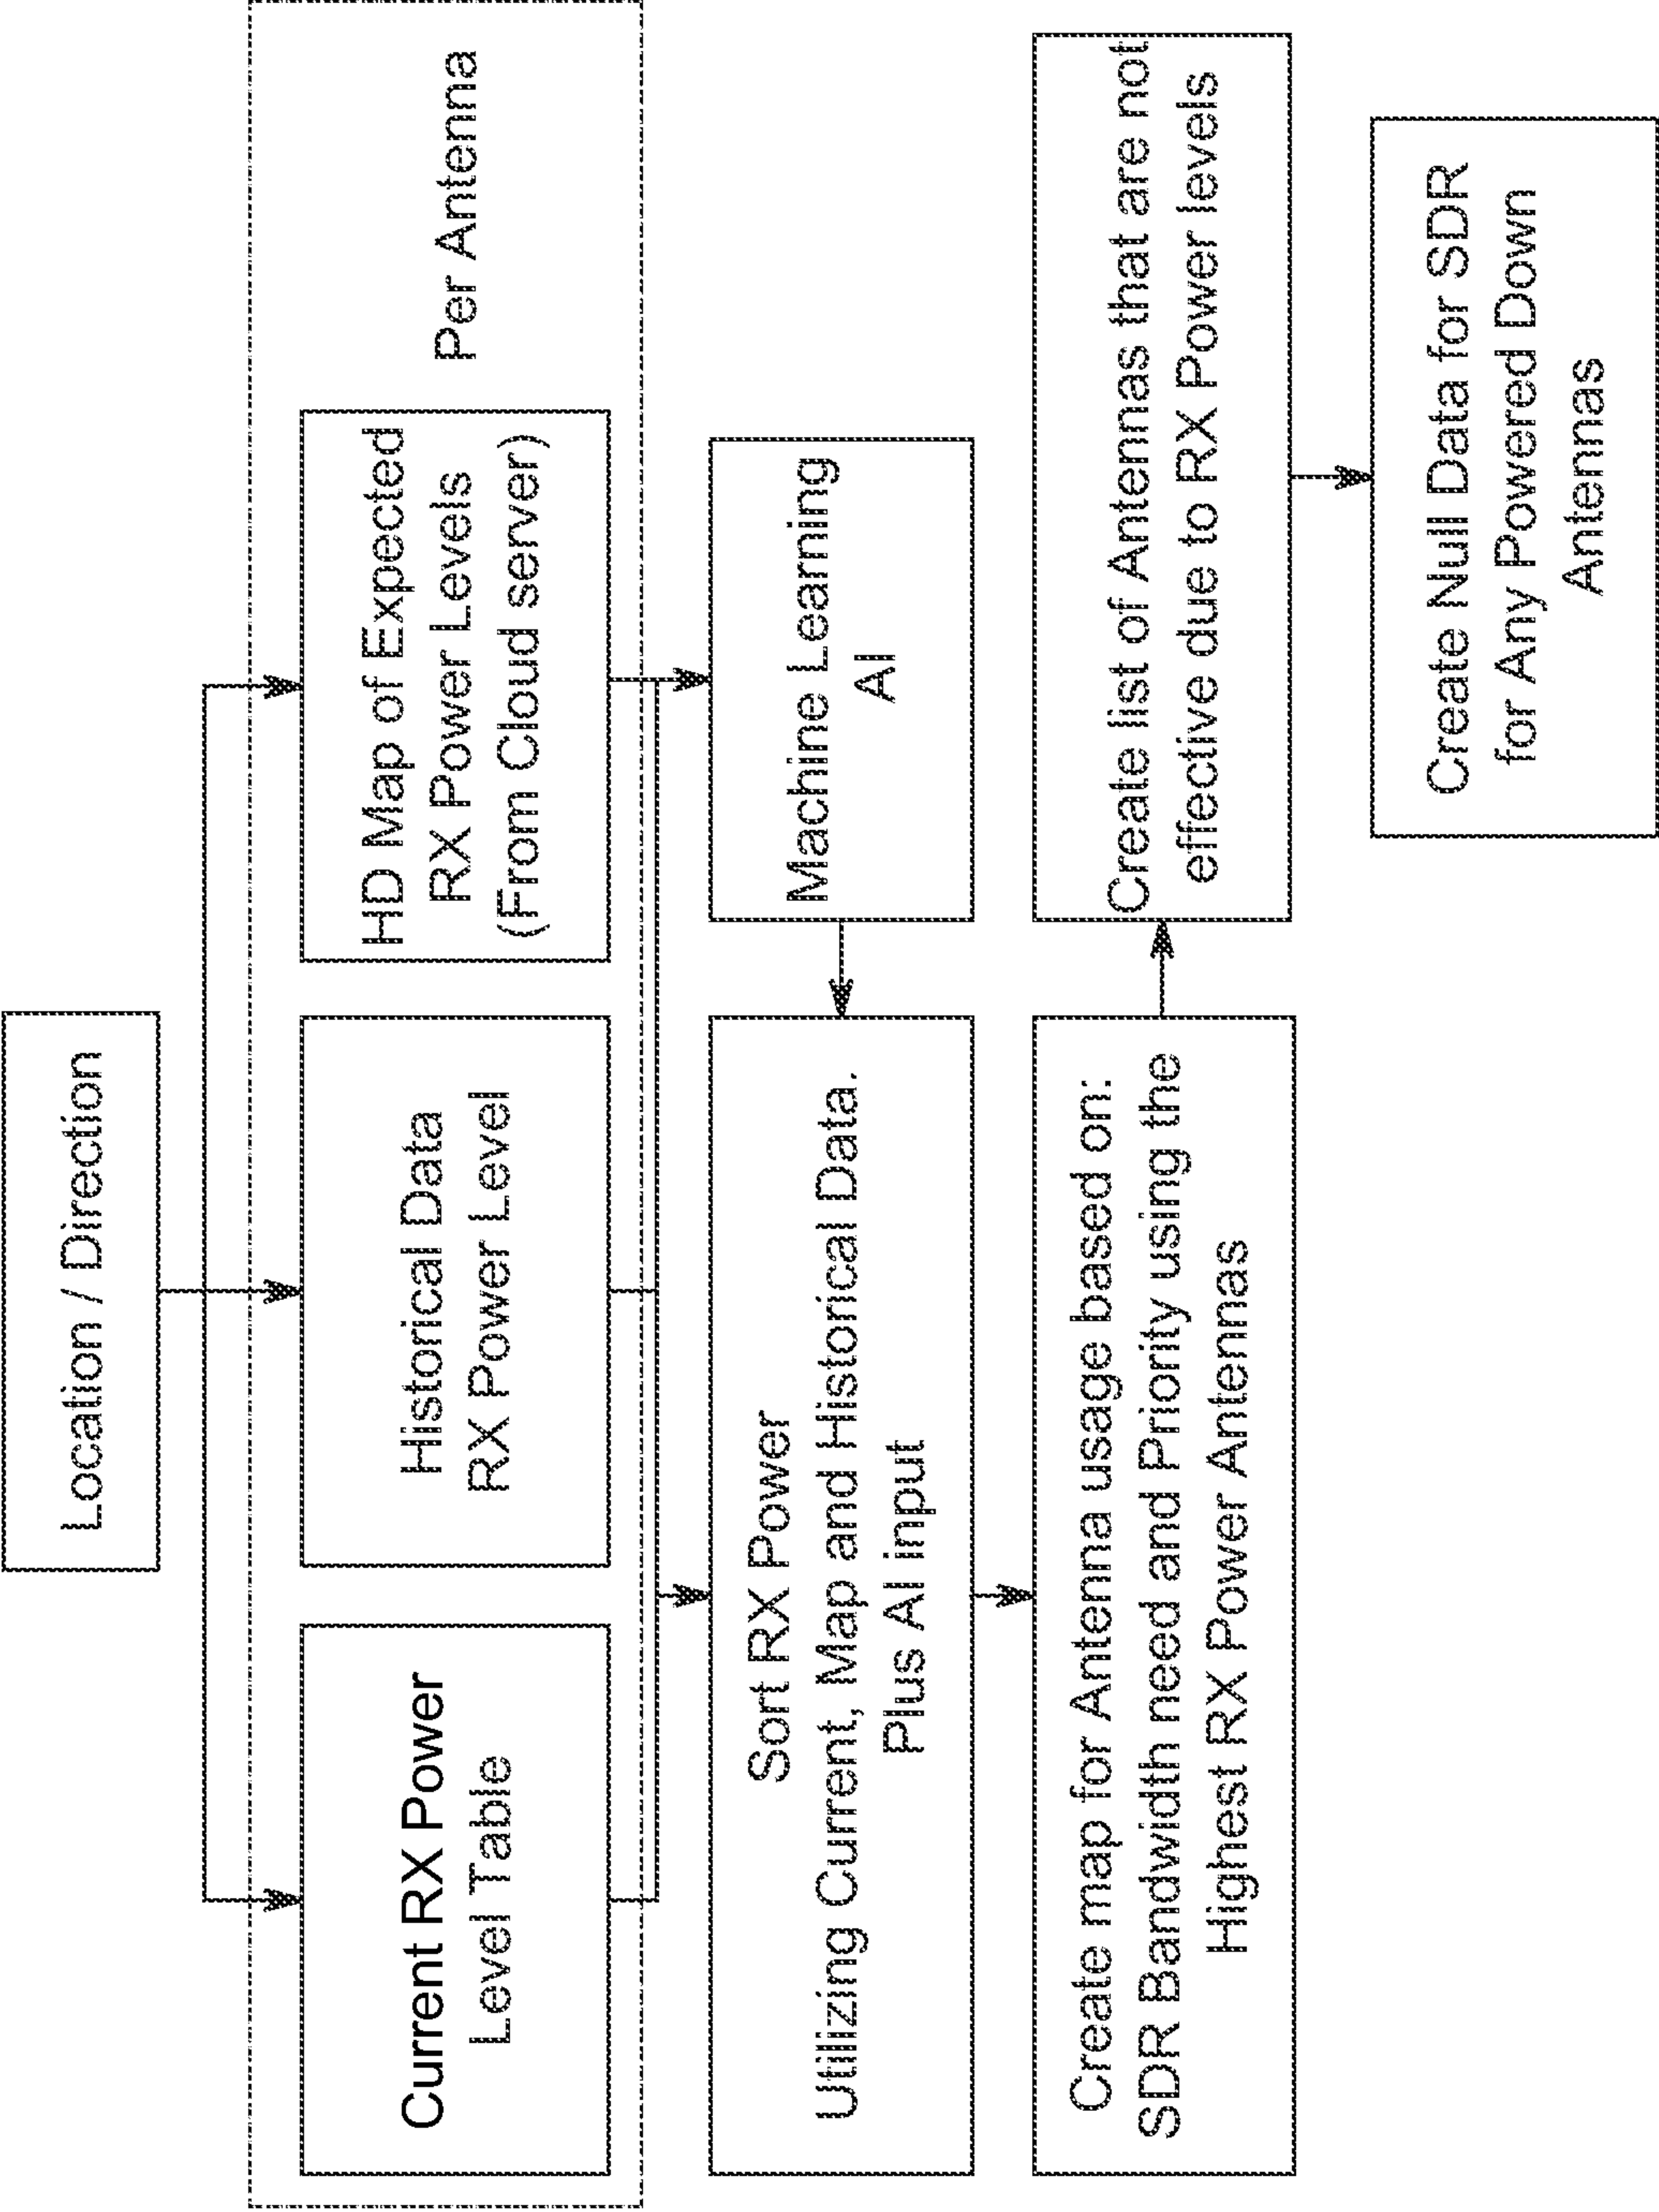 Location / Direction
Current RX Power
Level Table
Historical Data
RX Power Level
HD Map of Expected
RX Power Levels
(From Cloud server)
Per Antenna
Sort RX Power
Utilizing Current, Map and Historical Data.
Plus AI input
Machine Learning
AI
Create map for Antenna usage based on:
SDR Bandwidth need and Priority using the
Highest RX Power Antennas
Create list of Antennas that are not
effective due to RX Power levels
Create Null Data for SDR
for Any Powered Down
Antennas